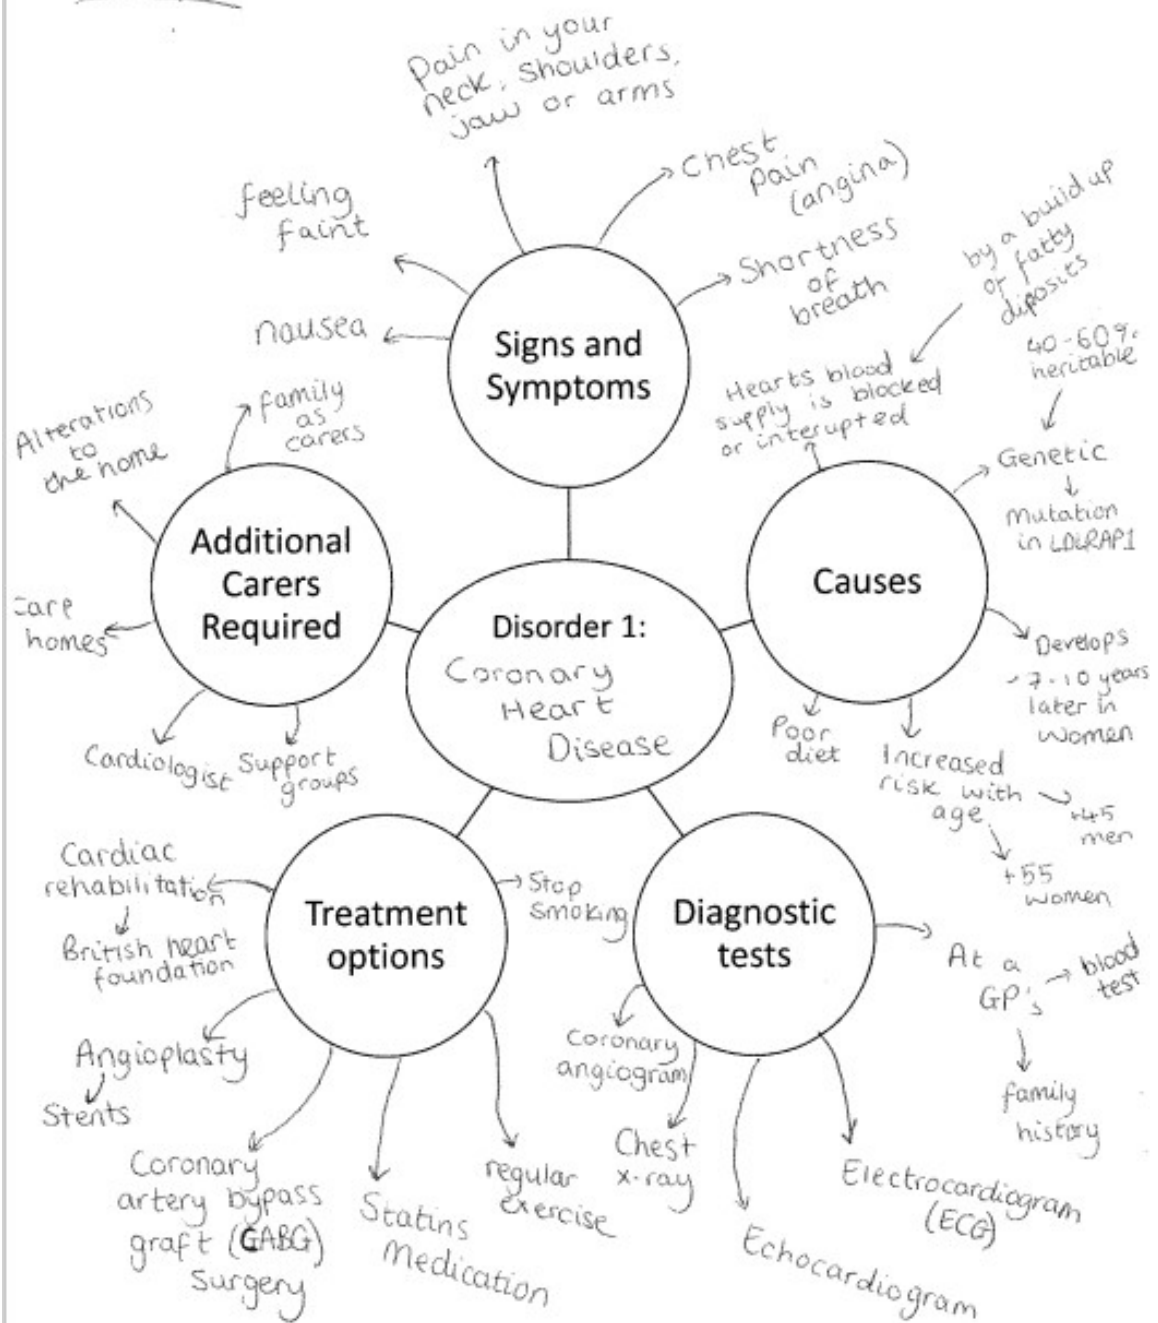 Pain in your
neck, Shoulders,
jaw or arms
Chest
Pain
(angina)
feeling
faint
Shortness
of
breath
nausea
Signs and
Symptoms
by a build up
of fatty
diposits
Hearts blood
supply is blocked
or interupted
40-60%
heritable
Genetic
Mutation
in LDLRAP1
Causes
Develops
7-10 years
later in
women
Increased
risk with
age
+45
men
+55
women
Poor
diet
family
as
carers
Alterations
to
the home
Additional
Carers
Required
Care
homes
Cardiologist
Support
groups
Disorder 1:
Coronary
Heart
Disease
Cardiac
rehabilitation
British heart
foundation
Treatment
options
Stop
Smoking
Angioplasty
Stents
Coronary
artery bypass
graft (CABG)
Surgery
Statins
Medication
regular
exercise
Diagnostic
tests
At a
GP's
blood
test
family
history
Coronary
angiogram
Chest
x-ray
Echocardiogram
Electrocardiogram
(ECG)